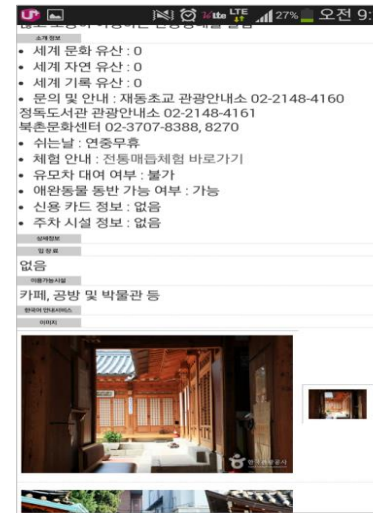 27% 오전 9:
소개 정보
• 세계 문화 유산 : 0
• 세계 자연 유산 : 0
• 세계 기록 유산 : 0
• 문의 및 안내 : 재동초교 관광안내소 02-2148-4160
정독도서관 관광안내소 02-2148-4161
북촌문화센터 02-3707-8388, 8270
• 쉬는날 : 연중무휴
• 체험 안내 : 전통매듭체험 바로가기
• 유모차 대여 여부 : 불가
• 애완동물 동반 가능 여부 : 가능
• 신용 카드 정보 : 없음
• 주차 시설 정보 : 없음
상세정보
입 장 료
없음
이용가능시설
카페, 공방 및 박물관 등
한국어 안내서비스
이미지
한국관광공사